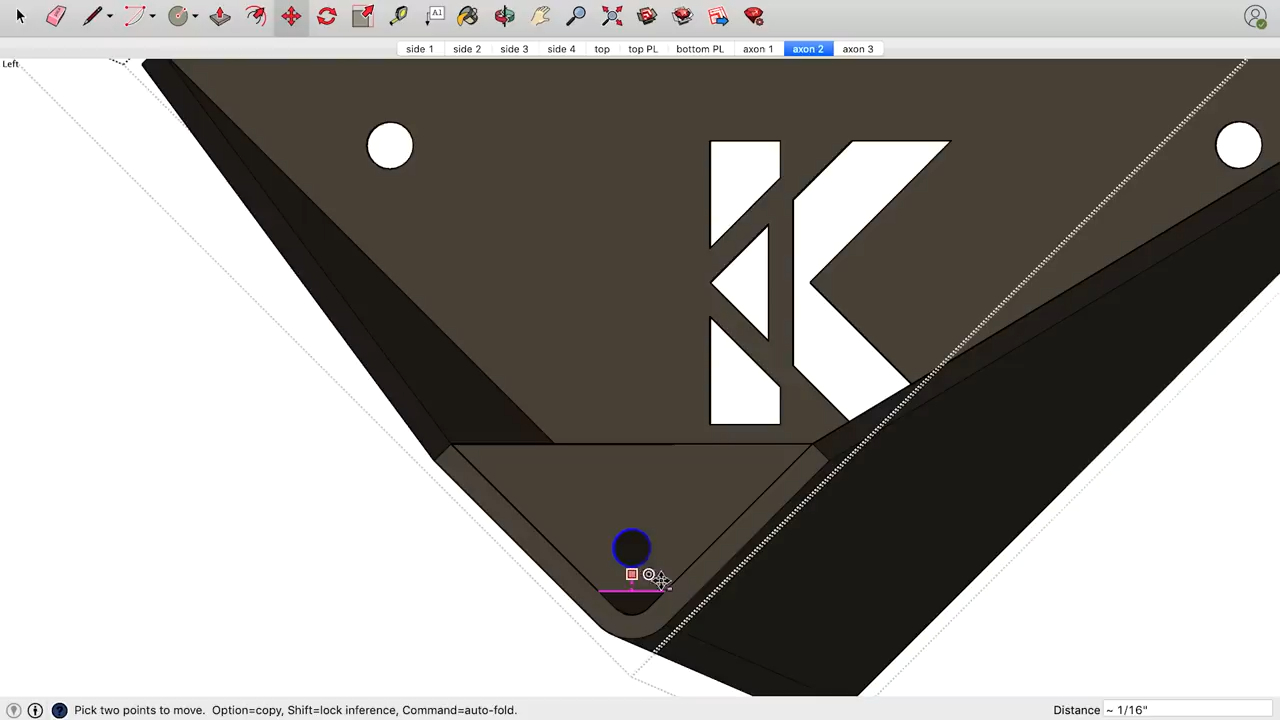 A1
side 1 side 2 side 3 side 4 top top PL bottom PL axon 1 axon 2 axon 3
Left
K
Pick two points to move. Option=copy, Shift=lock inference, Command=auto-fold. Distance ~ 1/16"